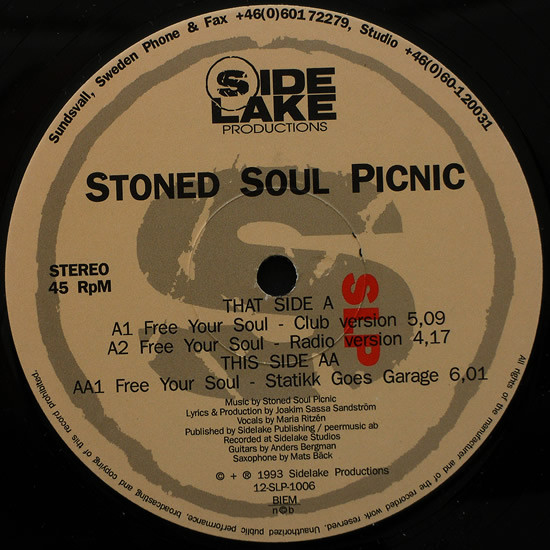 Sundsvall, Sweden Phone & Fax +46(0)60172279, Studio +46(0)60-120031
SIDE
LAKE
PRODUCTIONS
STONED SOUL PICNIC
STEREO
45 RpM
SLP
THAT SIDE A
A1 Free Your Soul - Club version 5,09
A2 Free Your Soul - Radio version 4,17
THIS SIDE AA
AA1 Free Your Soul - Statikk Goes Garage 6,01
Music by Stoned Soul Picnic
Lyrics & Production by Joakim Sassa Sandström
Vocals by Maria Ritzén
Published by Sidelake Publishing / peermusic ab
Recorded at Sidelake Studios
Guitars by Anders Bergman
Saxophone by Mats Bäck
© + ® 1993 Sidelake Productions
12-SLP-1006
BIEM
n©b
All rights of the manufacturer and of the recorded work reserved. Unauthorized public performance, broadcasting and copying of this record prohibited.